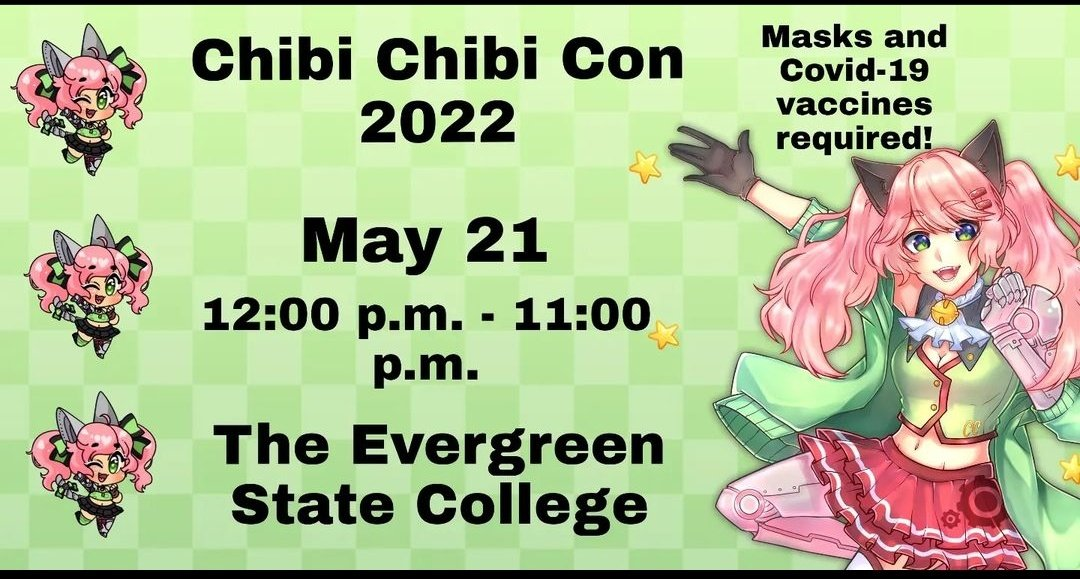 Chibi Chibi Con
2022
May 21
12:00 p.m. - 11:00
p.m.
The Evergreen
State College
Masks and
Covid-19
vaccines
required!